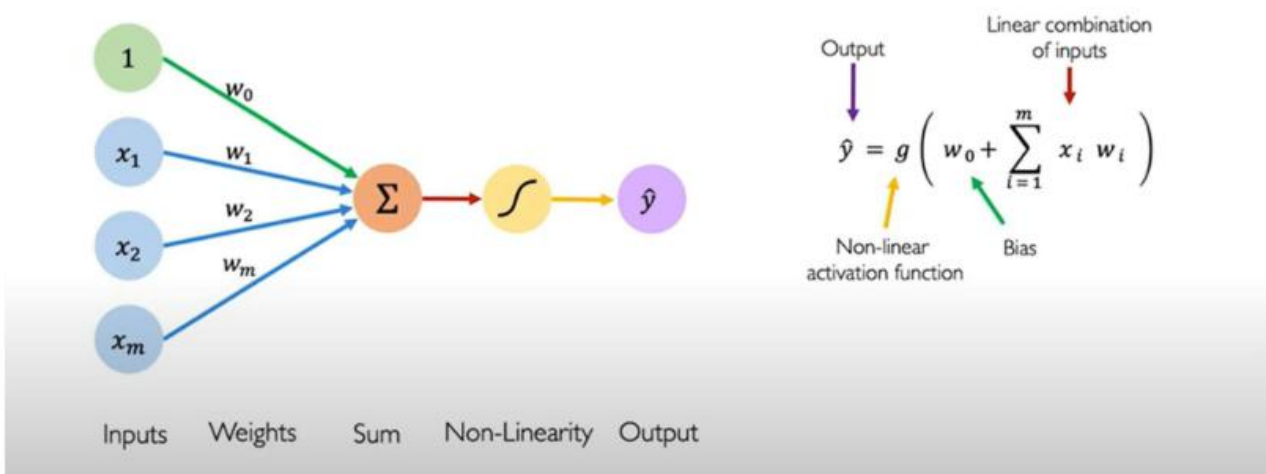 1
x₁
x₂
xₘ
w₀
w₁
w₂
wₘ
Σ
ŷ
Inputs Weights Sum Non-Linearity Output
Output
Linear combination
of inputs
ŷ = g ( w₀ + ∑ᵢ₌₁ᵐ xᵢ wᵢ )
Non-linear
activation function
Bias